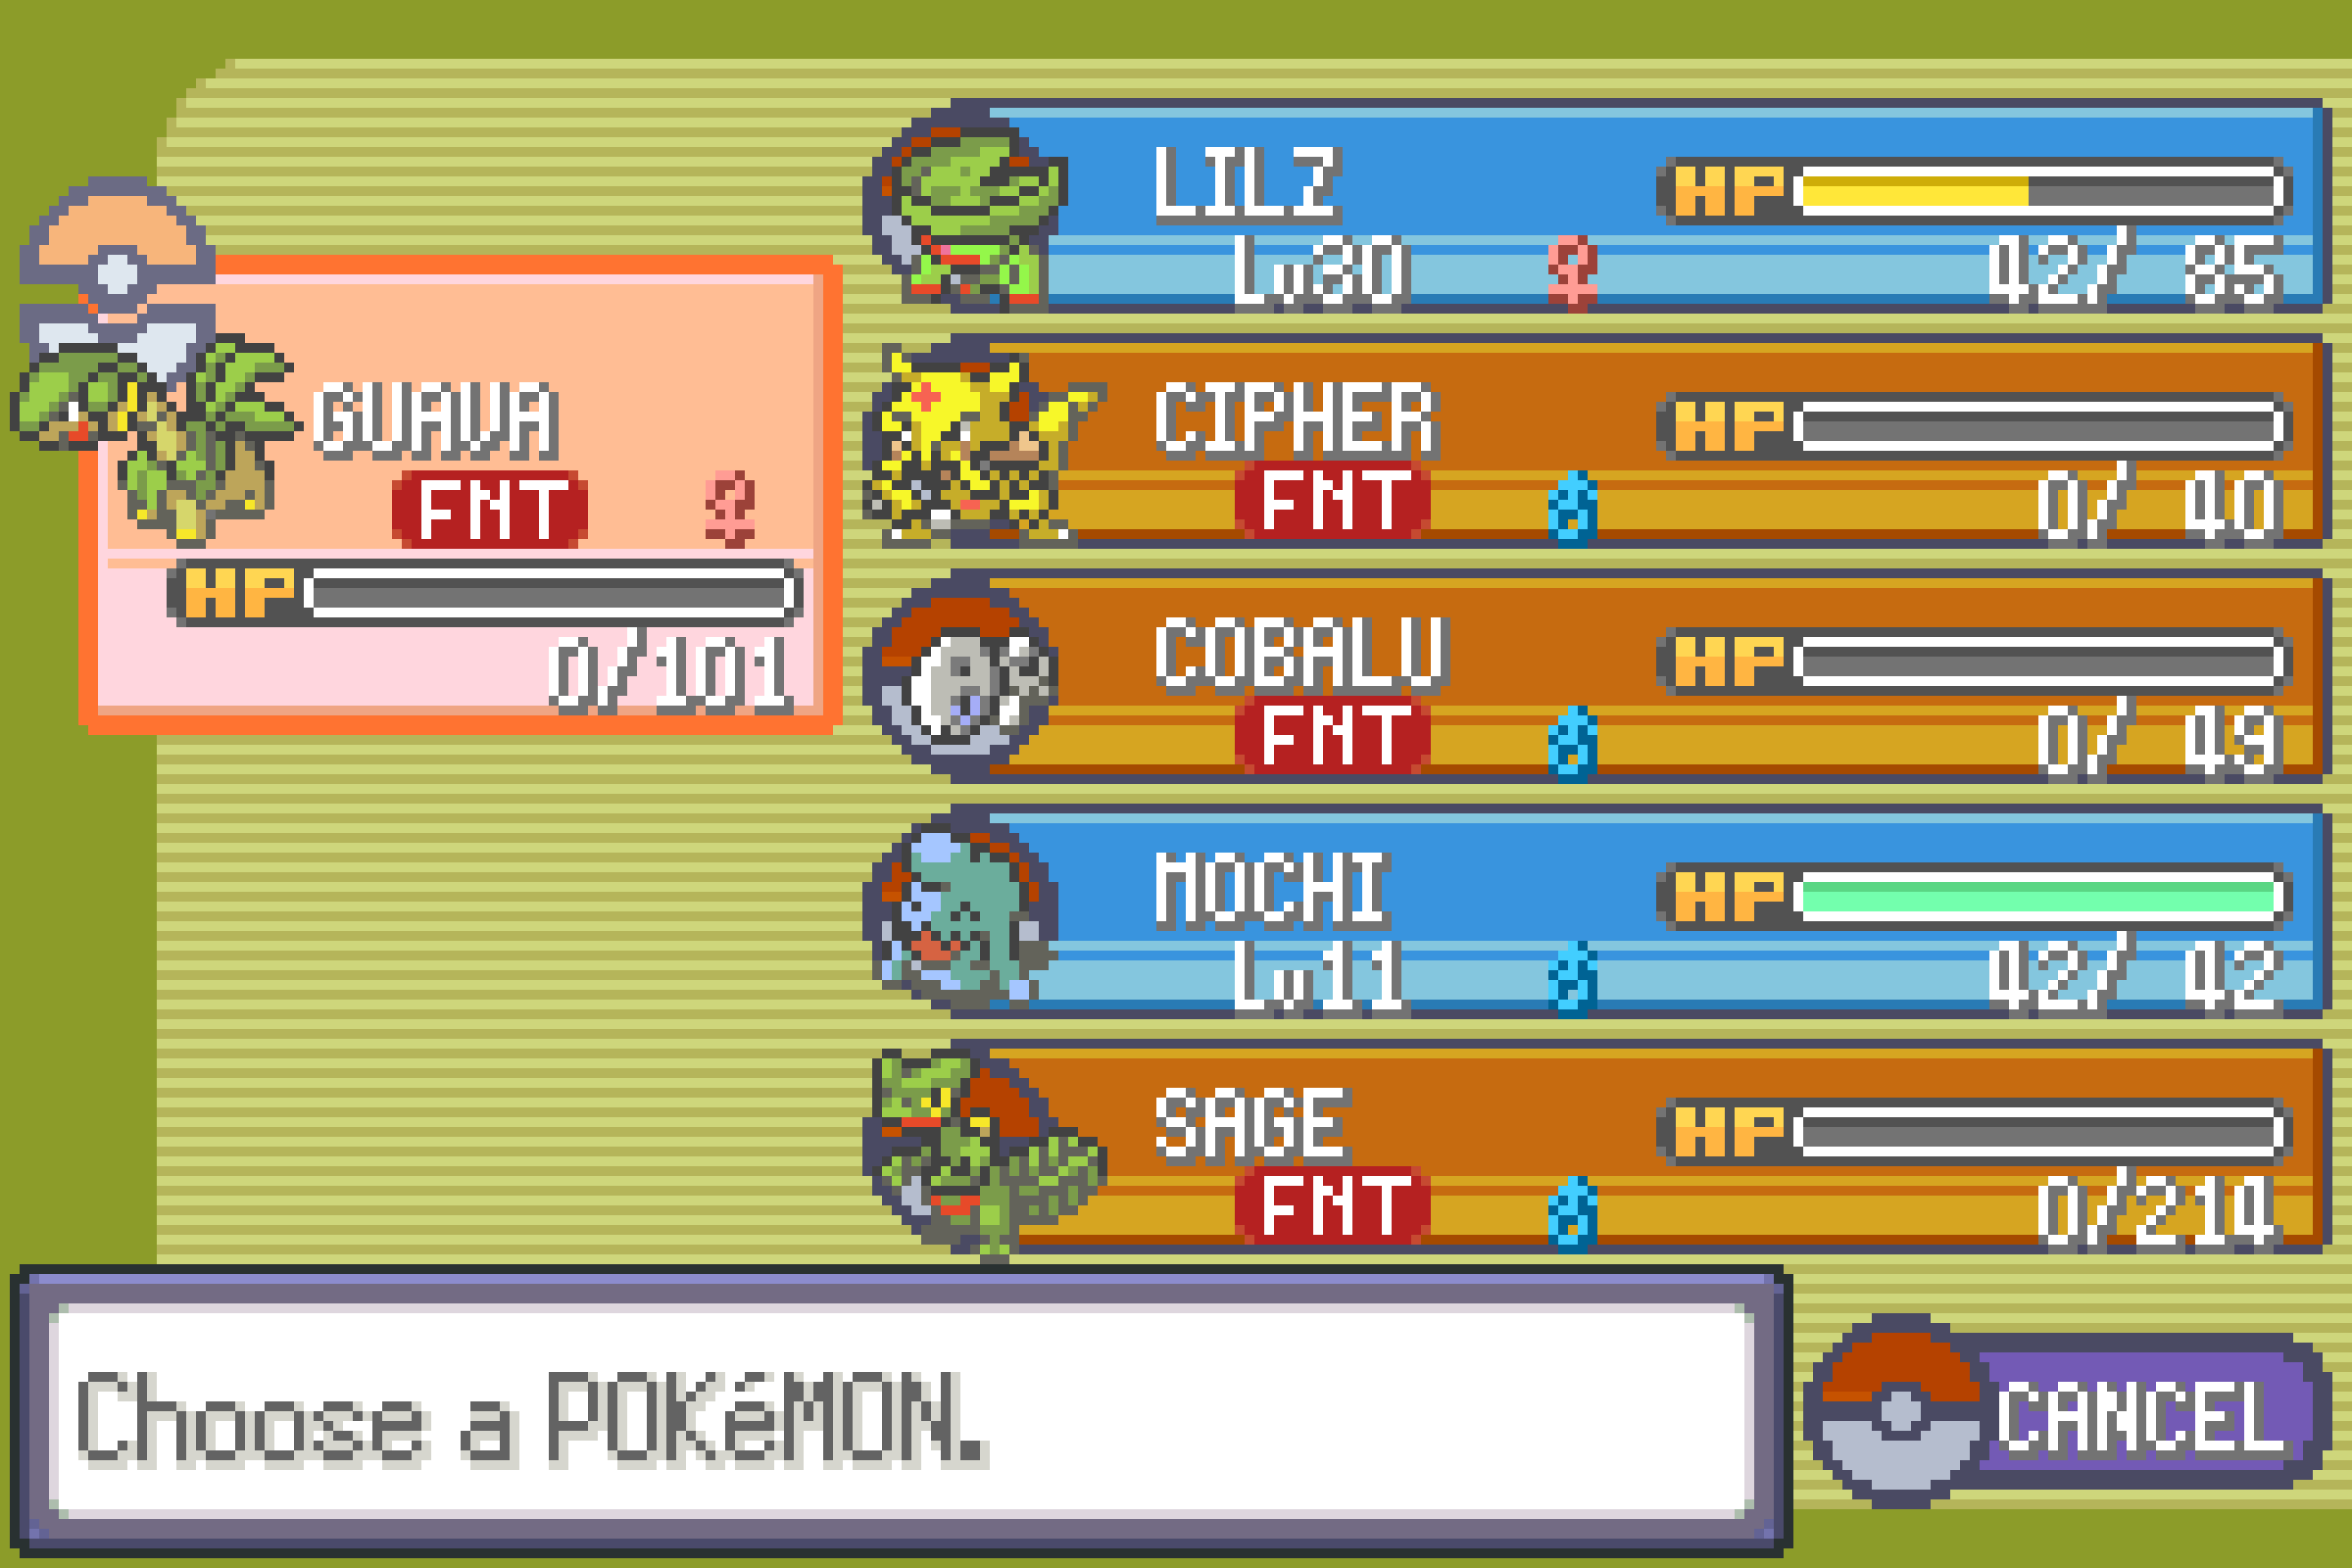 GUAVA
FNT ♀
HP
0/101
LILZ
HP
Lv30 ♀ 42/ 85
CIPHER
HP
FNT ♂ 0/ 40
COBALU
HP
FNT ♂ 0/ 49
MOCHI
HP
Lv11 ♂ 42/ 42
SAGE
HP
FNT ♂ 0/214
Choose a POKéMON.
CANCEL